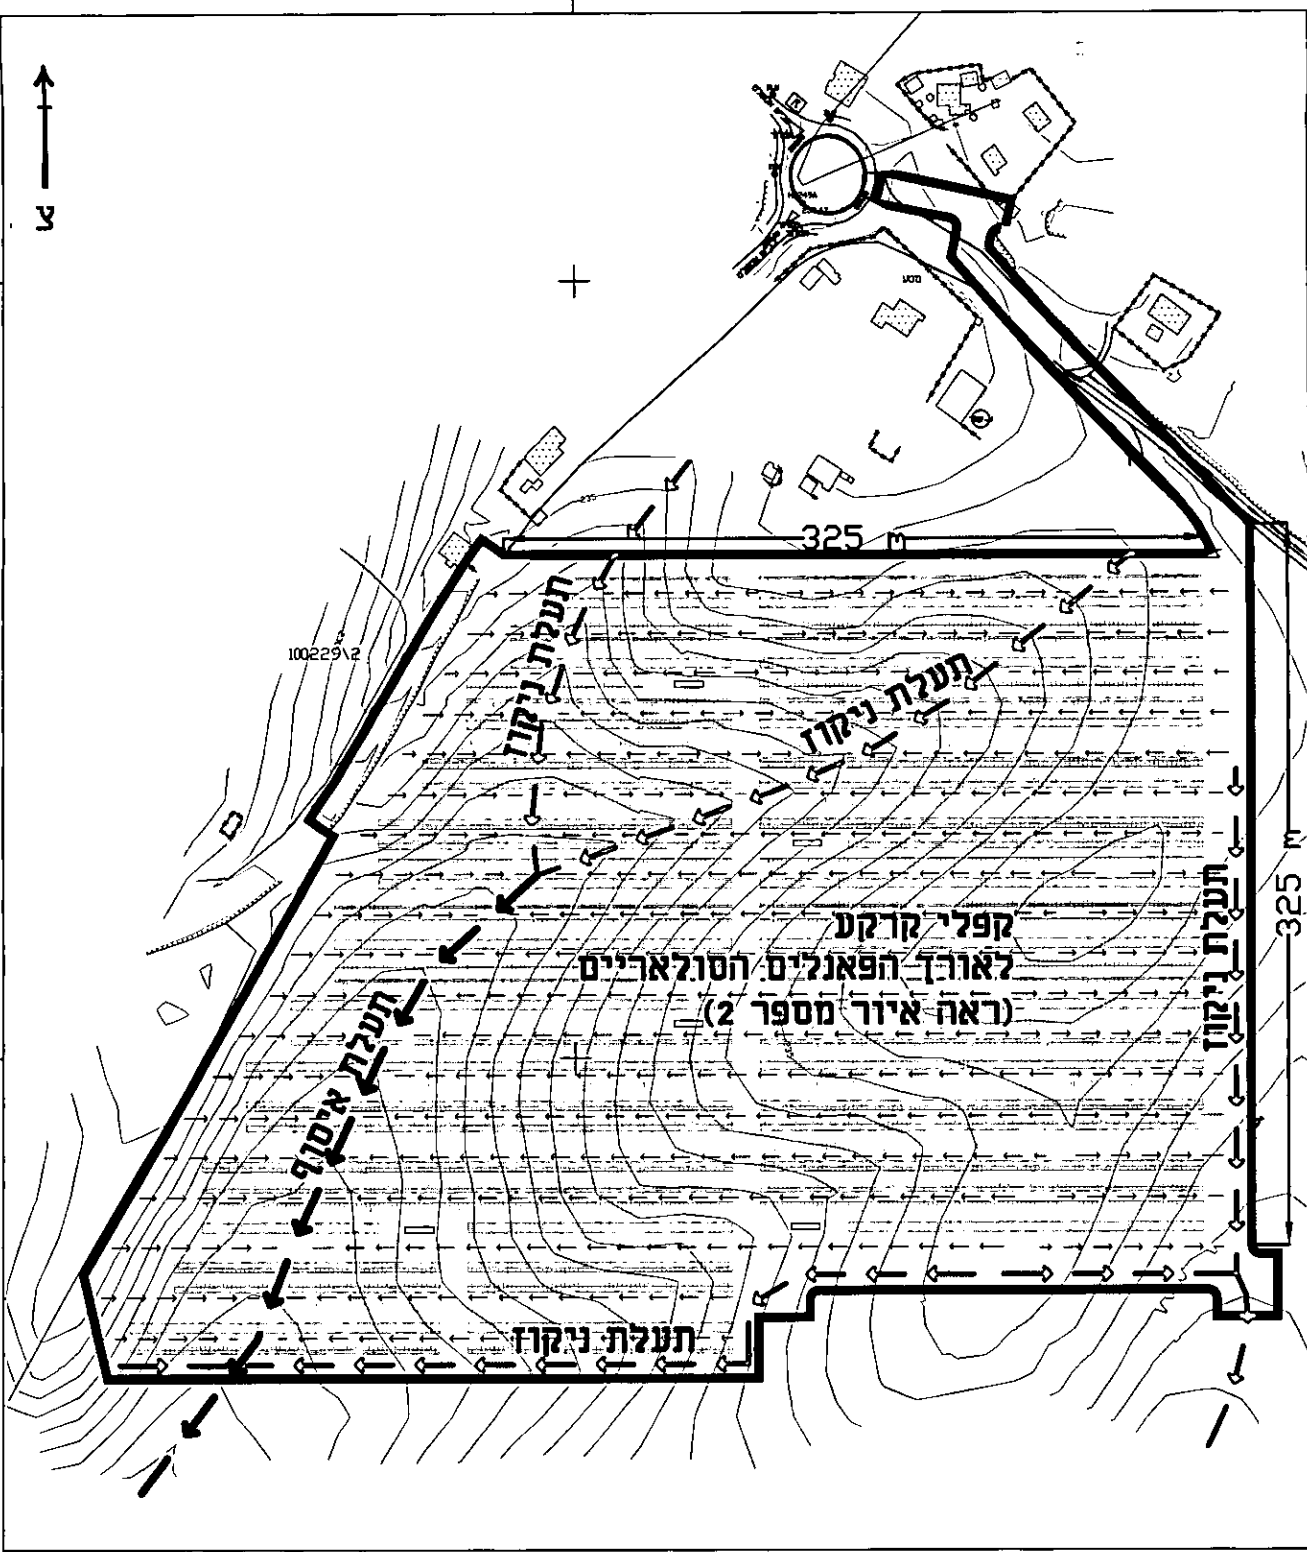 צ
325 m
235
תעלת ניקוז
תעלת ניקוז
100229\2
325 m
תעלת ניקוז
קפלי קרקע
לאורך הפאנלים הסולאריים
(ראה איור מספר 2)
תעלת איסוף
תעלת ניקוז